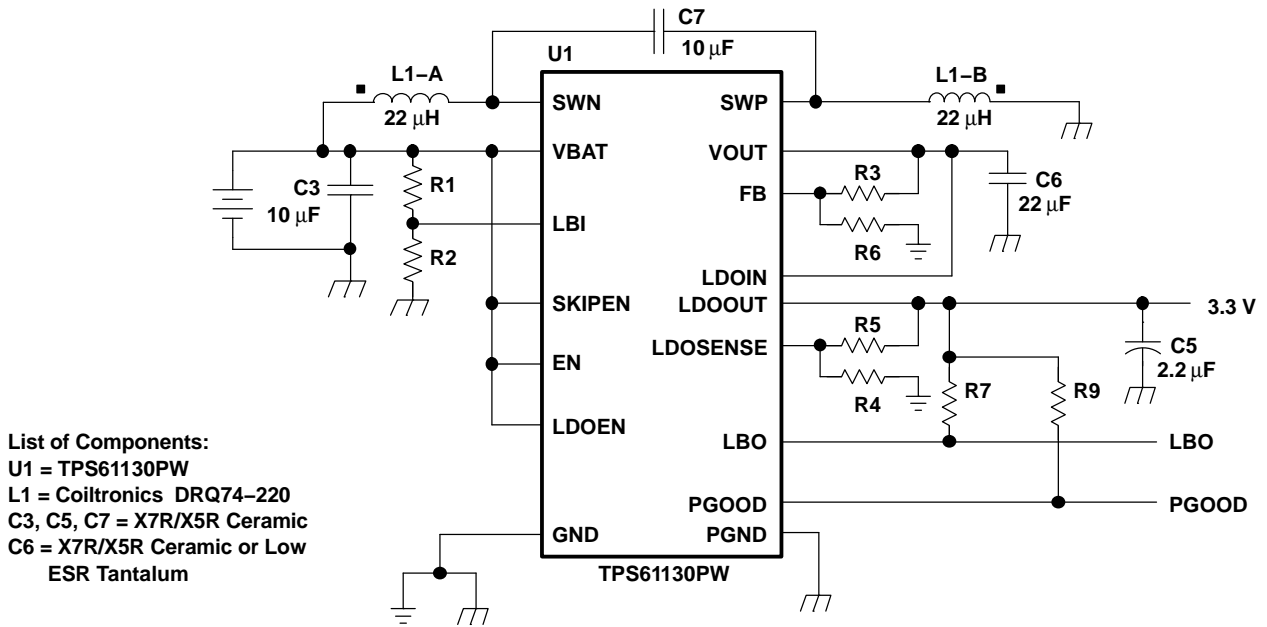 C7
10 μF
U1
L1–A
22 μH
L1–B
22 μH
SWN
SWP
VBAT
VOUT
C3
10 μF
R1
R3
C6
22 μF
FB
LBI
R6
R2
LDOIN
SKIPEN
LDOOUT
3.3 V
R5
LDOSENSE
C5
2.2 μF
EN
R4
R7
R9
LDOEN
LBO
LBO
PGOOD
PGOOD
GND
PGND
TPS61130PW
List of Components:
U1 = TPS61130PW
L1 = Coiltronics DRQ74–220
C3, C5, C7 = X7R/X5R Ceramic
C6 = X7R/X5R Ceramic or Low
ESR Tantalum